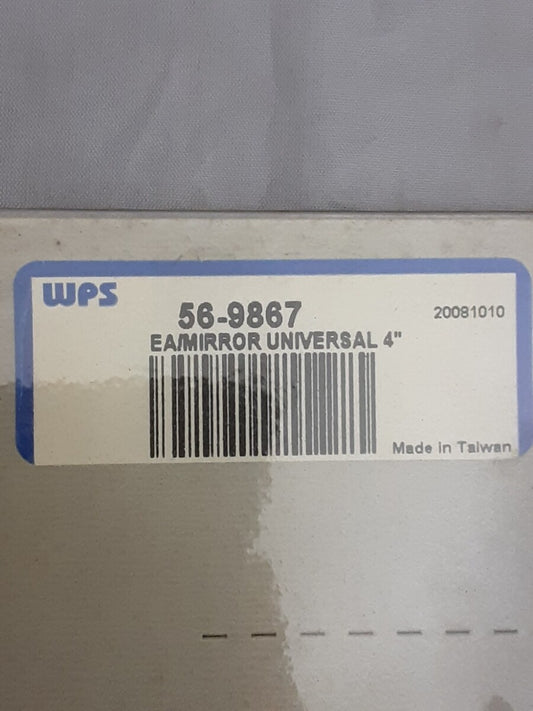 WPS
56-9867
20081010
EA/MIRROR UNIVERSAL 4"
Made in Taiwan